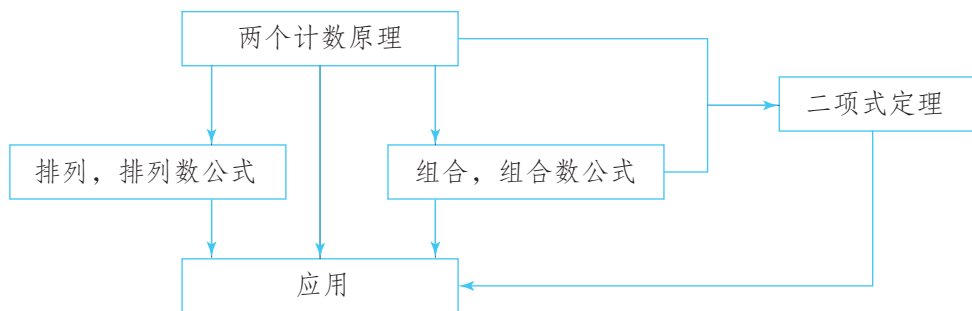 两个计数原理
二项式定理
排列，排列数公式
组合，组合数公式
应用